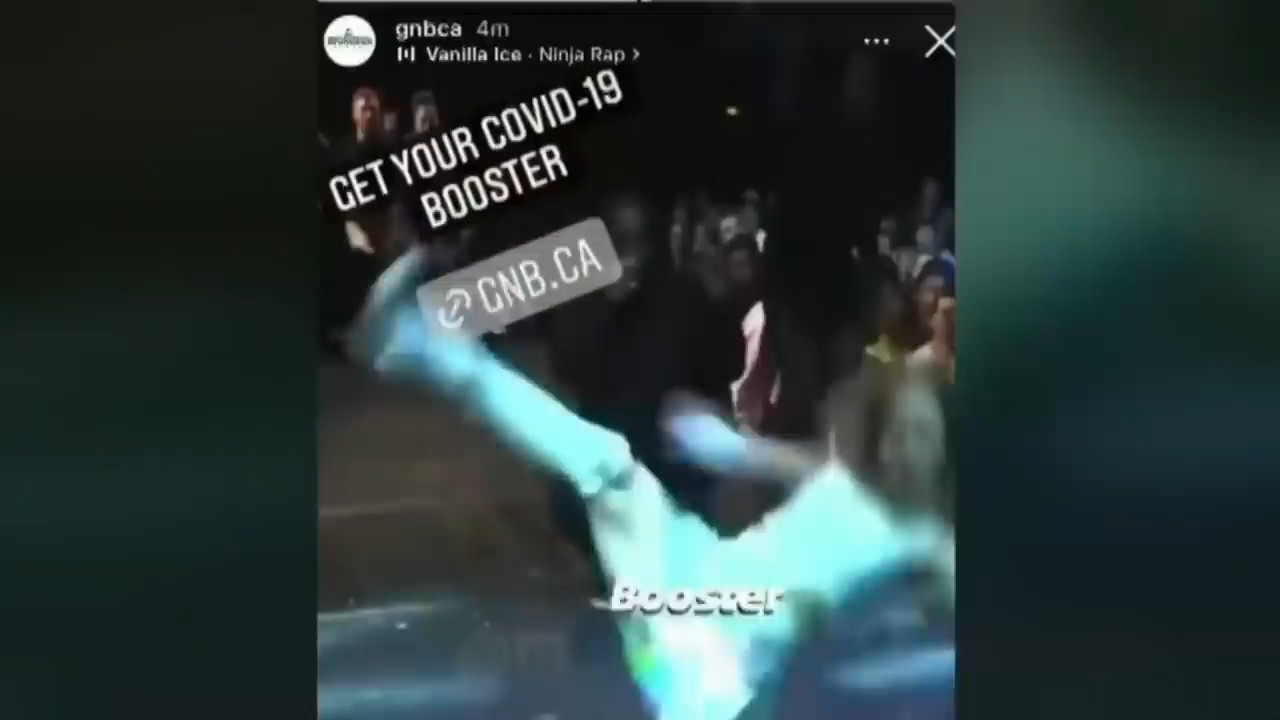 gnbca 4m
Vanilla Ice · Ninja Rap >
GET YOUR COVID-19
BOOSTER
GNB.CA
Booster